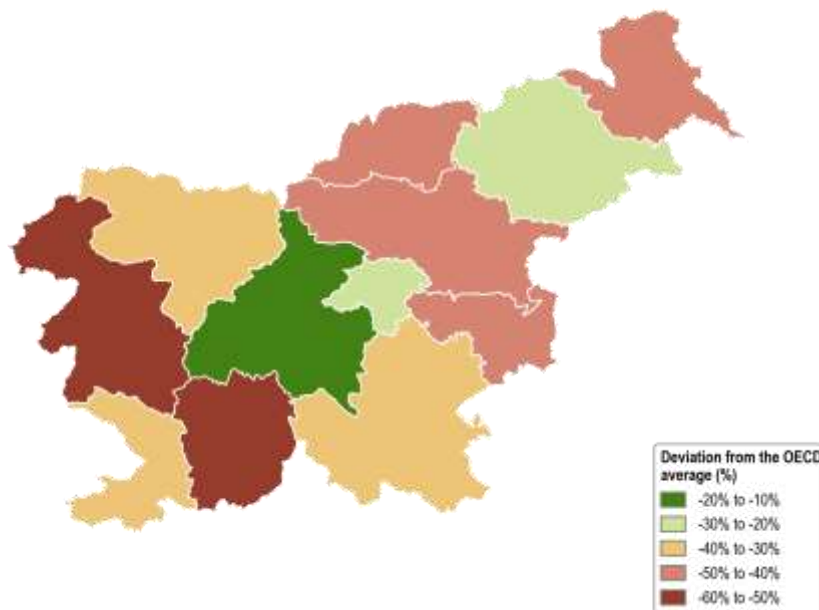 Deviation from the OECD
average (%)
-20% to -10%
-30% to -20%
-40% to -30%
-50% to -40%
-60% to -50%